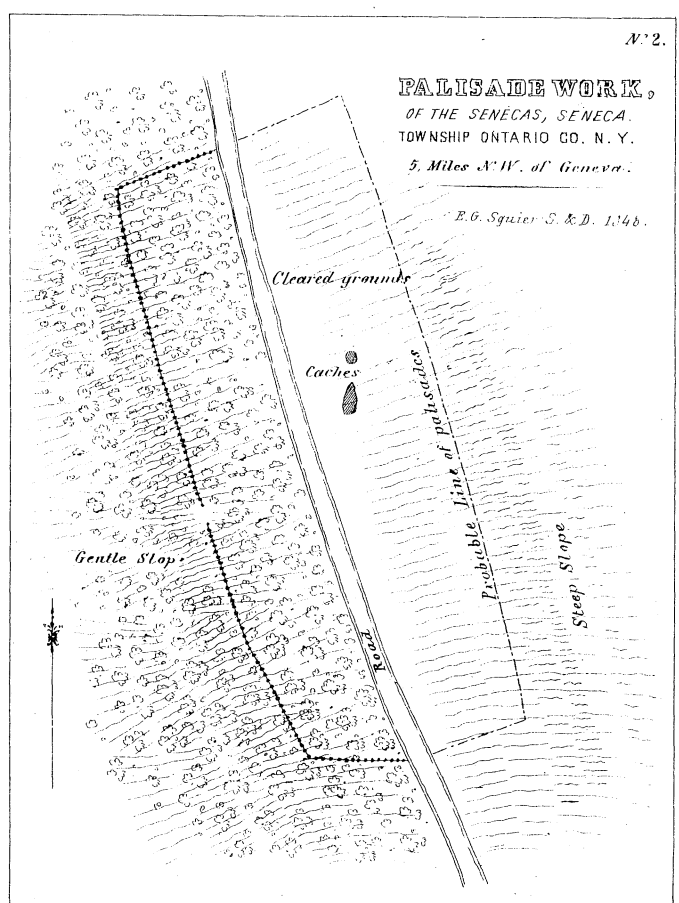 No. 2.
PALISADE WORK,
OF THE SENECAS, SENECA.
TOWNSHIP ONTARIO CO. N. Y.
5, Miles N.W. of Geneva.
E.G. Squier S. & D. 1848.
Cleared grounds
Caches
Probable Line of palisades
Steep Slope
Gentle Slop
Road